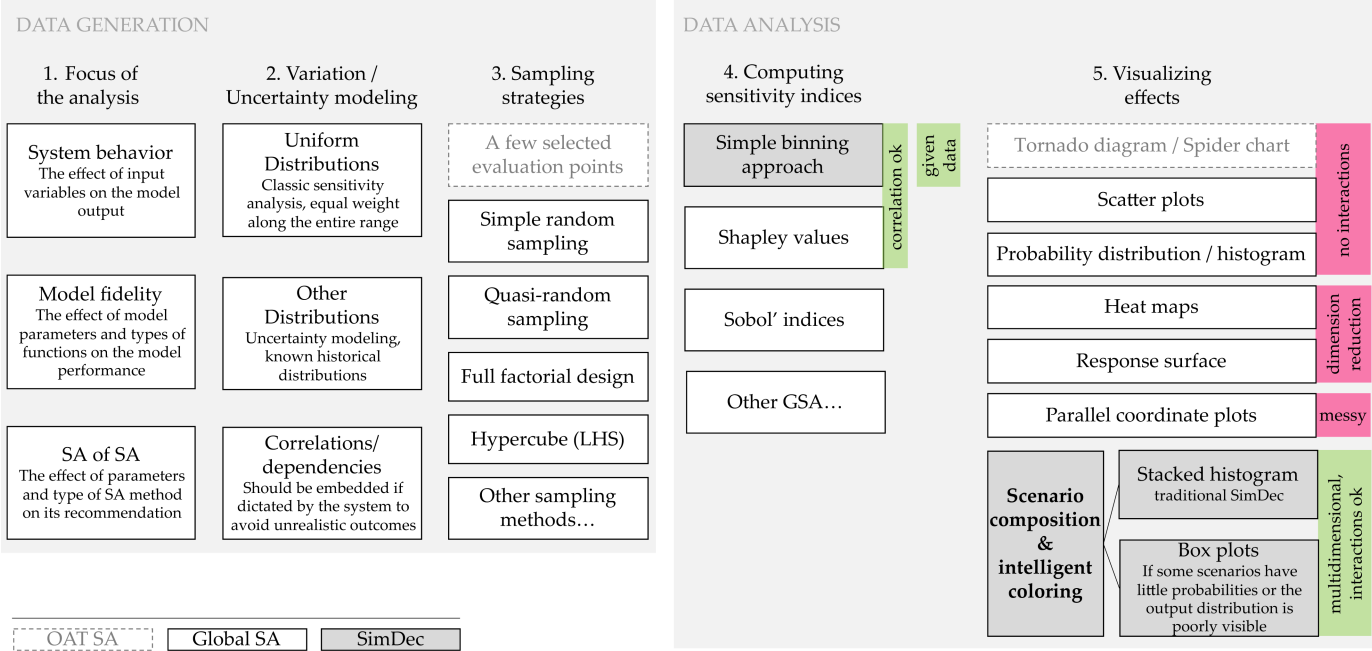 DATA GENERATION
1. Focus of
the analysis
System behavior
The effect of input
variables on the model
output
Model fidelity
The effect of model
parameters and types of
functions on the model
performance
SA of SA
The effect of parameters
and type of SA method
on its recommendation
2. Variation /
Uncertainty modeling
Uniform
Distributions
Classic sensitivity
analysis, equal weight
along the entire range
Other
Distributions
Uncertainty modeling,
known historical
distributions
Correlations/
dependencies
Should be embedded if
dictated by the system to
avoid unrealistic outcomes
3. Sampling
strategies
A few selected
evaluation points
Simple random
sampling
Quasi-random
sampling
Full factorial design
Hypercube (LHS)
Other sampling
methods…
DATA ANALYSIS
4. Computing
sensitivity indices
Simple binning
approach
Shapley values
Sobol’ indices
Other GSA…
correlation ok
given
data
5. Visualizing
effects
Tornado diagram / Spider chart
Scatter plots
Probability distribution / histogram
no interactions
Heat maps
Response surface
dimension
reduction
Parallel coordinate plots
messy
Scenario
composition
&
intelligent
coloring
Stacked histogram
traditional SimDec
Box plots
If some scenarios have
little probabilities or the
output distribution is
poorly visible
multidimensional,
interactions ok
OAT SA
Global SA
SimDec